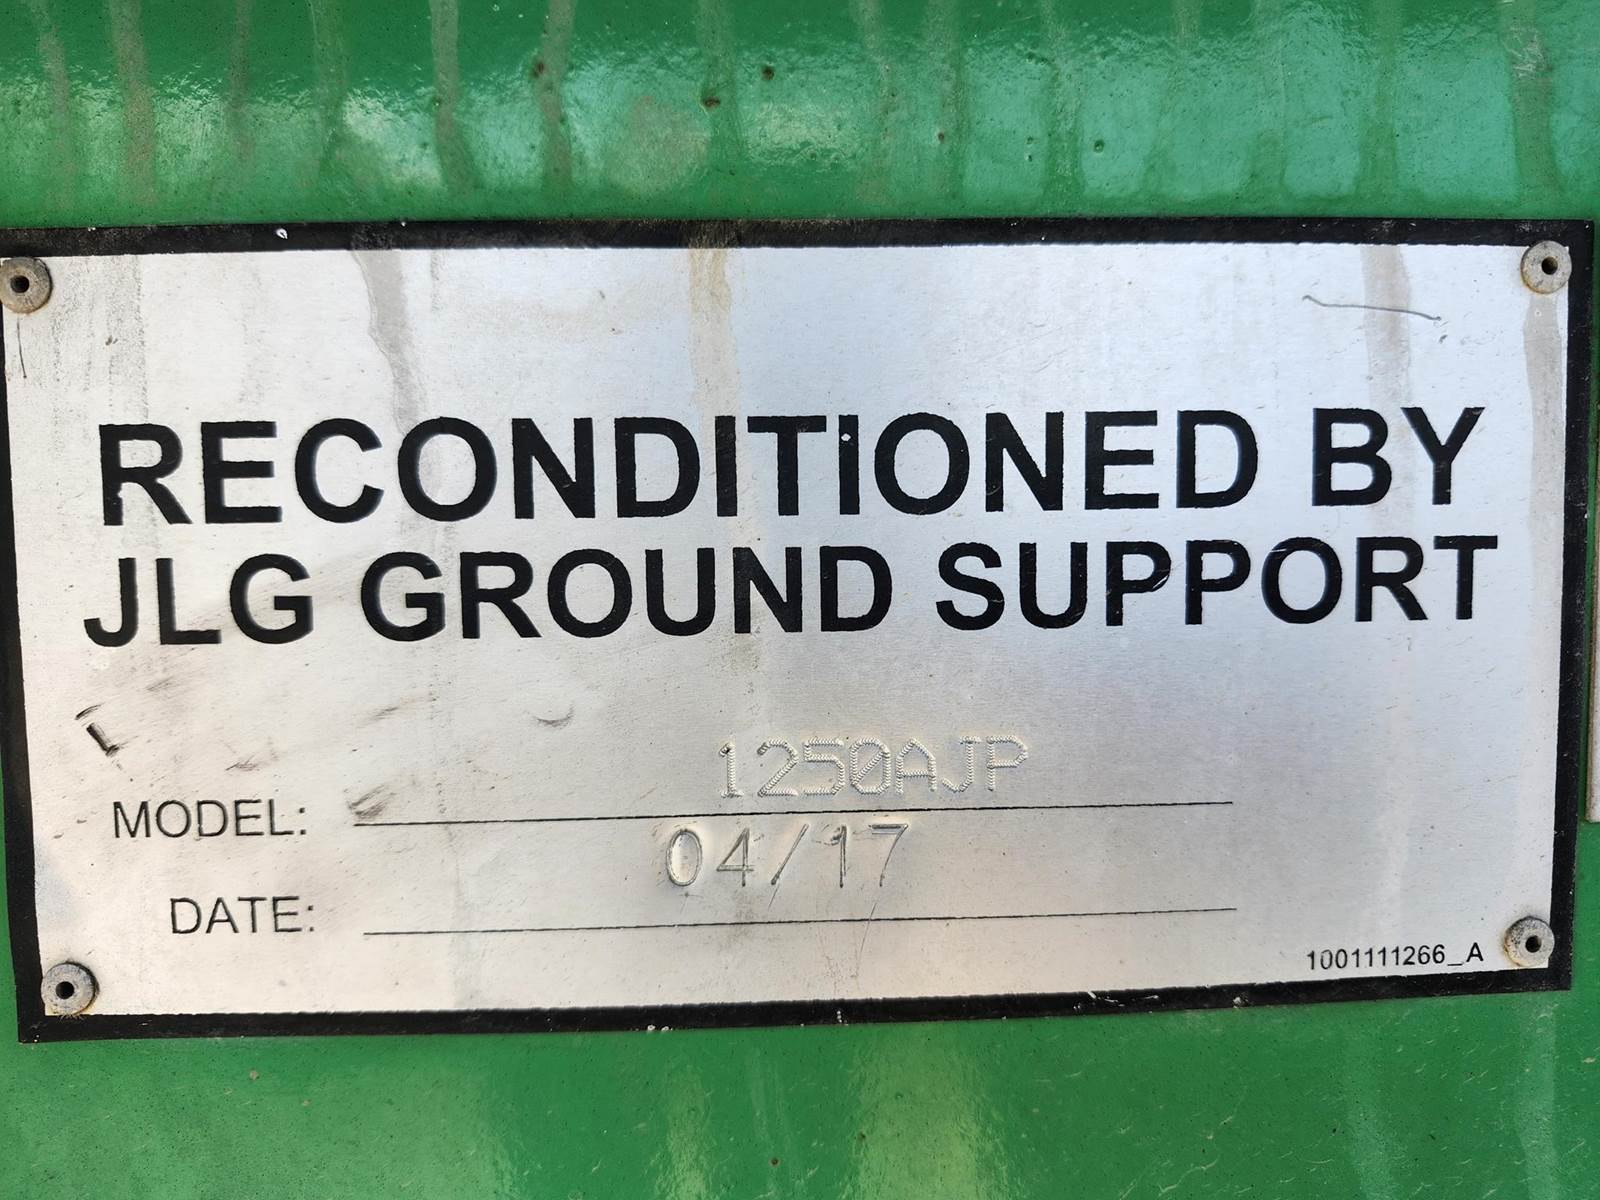 RECONDITIONED BY
JLG GROUND SUPPORT
MODEL: 1250AJP
DATE: 04/17
1001111266_A